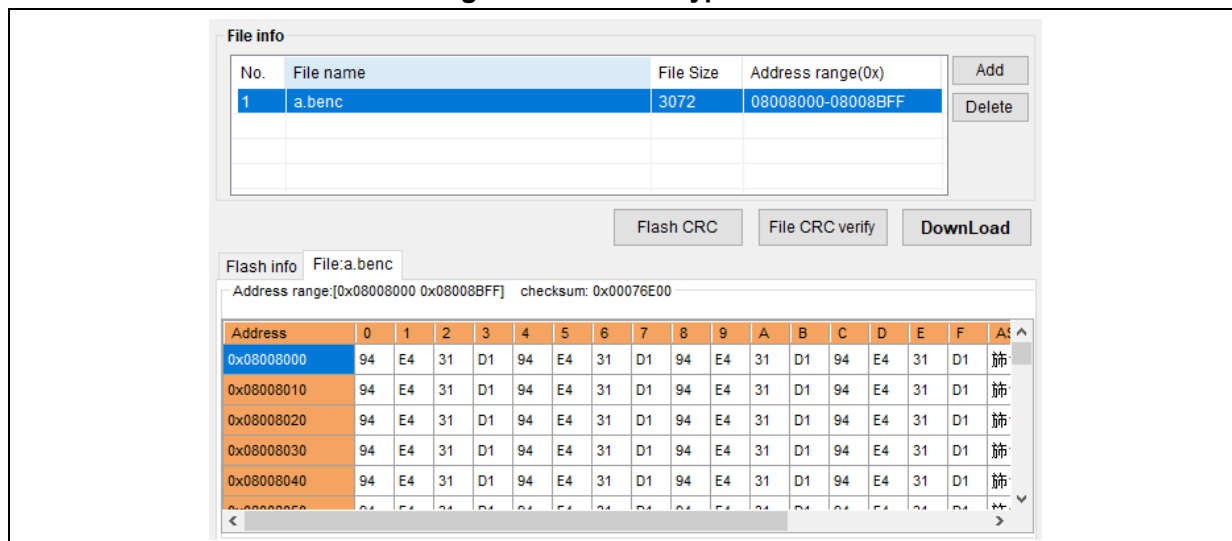 File info
No. File name File Size Address range(0x) Add
1 a.benc 3072 08008000-08008BFF Delete
Flash CRC File CRC verify DownLoad
Flash info File:a.benc
Address range:[0x08008000 0x08008BFF] checksum: 0x00076E00
Address 0 1 2 3 4 5 6 7 8 9 A B C D E F
0x08008000 94 E4 31 D1 94 E4 31 D1 94 E4 31 D1 94 E4 31 D1 斾
0x08008010 94 E4 31 D1 94 E4 31 D1 94 E4 31 D1 94 E4 31 D1 斾
0x08008020 94 E4 31 D1 94 E4 31 D1 94 E4 31 D1 94 E4 31 D1 斾
0x08008030 94 E4 31 D1 94 E4 31 D1 94 E4 31 D1 94 E4 31 D1 斾
0x08008040 94 E4 31 D1 94 E4 31 D1 94 E4 31 D1 94 E4 31 D1 斾